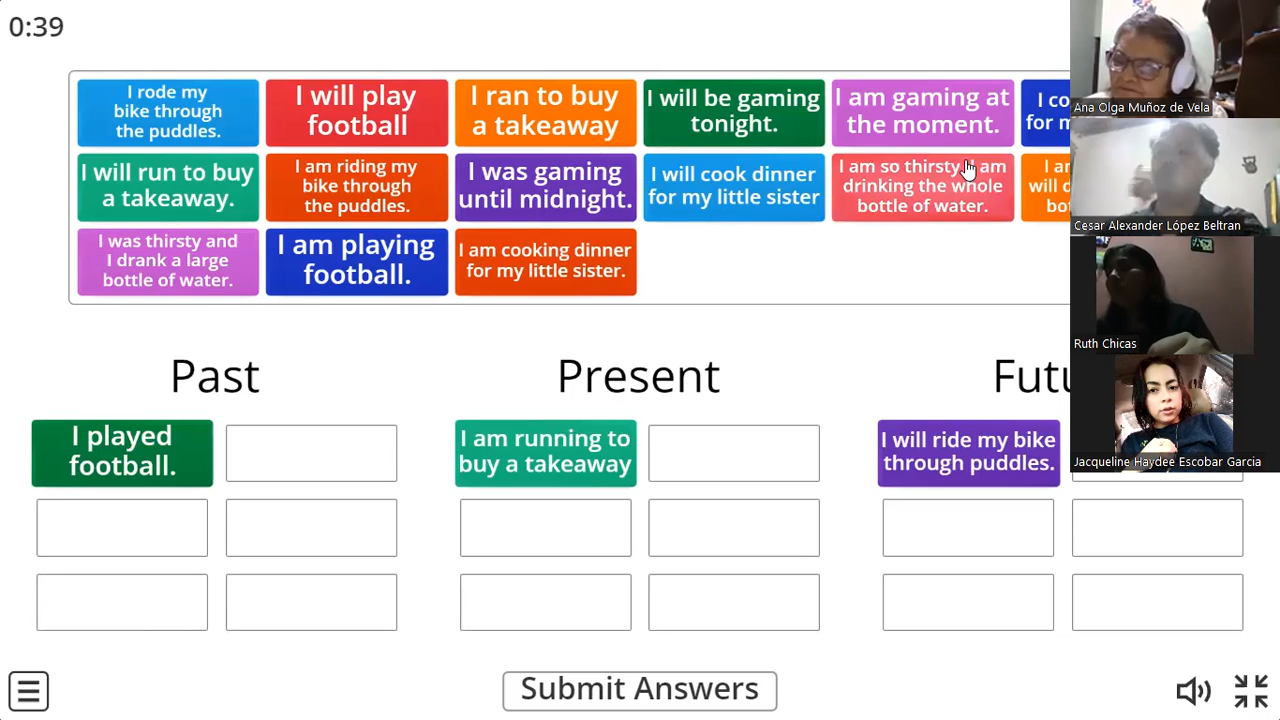 0:39
I rode my
bike through
the puddles.
I will play
football
I ran to buy
a takeaway
I will be gaming
tonight.
I am gaming at
the moment.
for m
I will run to buy
a takeaway.
I am riding my
bike through
the puddles.
I was gaming
until midnight.
I will cook dinner
for my little sister
I am so thirsty I am
drinking the whole
bottle of water.
will d
I was thirsty and
I drank a large
bottle of water.
I am playing
football.
I am cooking dinner
for my little sister.
Past
Present
Futu
I played
football.
I am running to
buy a takeaway
I will ride my bike
through puddles.
Submit Answers
Ana Olga Muñoz de Vela
Cesar Alexander López Beltran
Ruth Chicas
Jacqueline Haydee Escobar Garcia